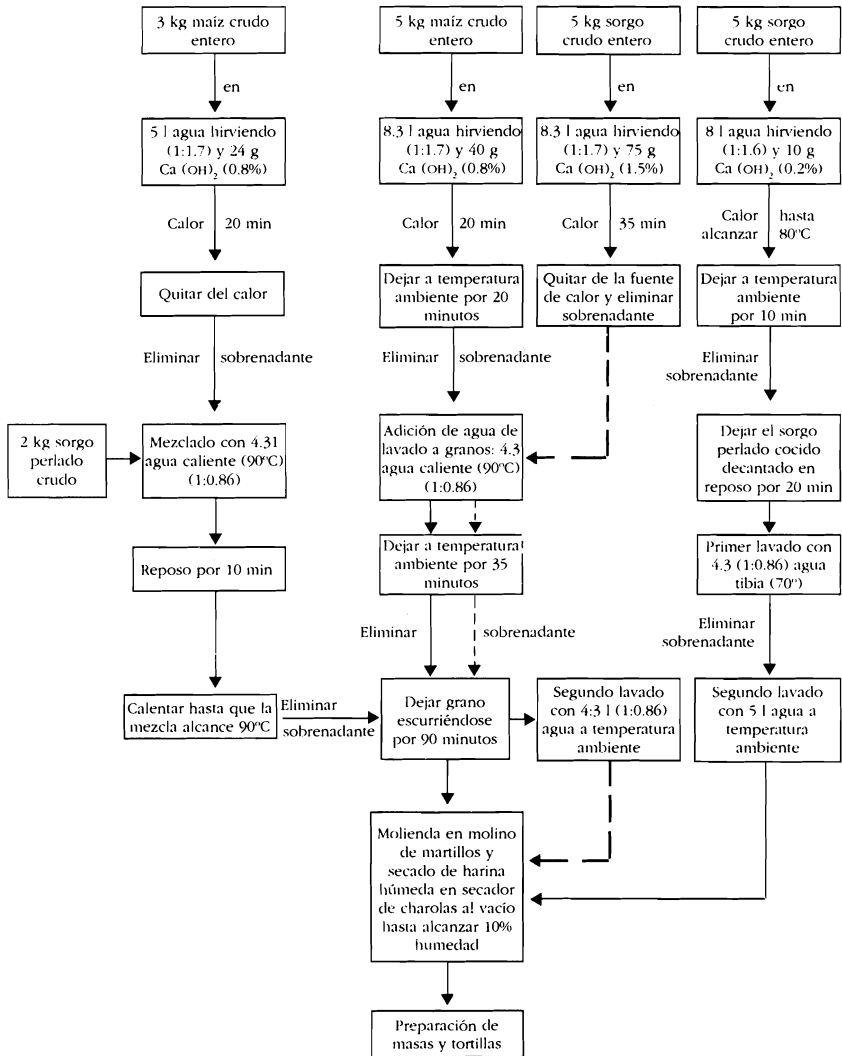 3 kg maíz crudo
entero
5 kg maíz crudo
entero
5 kg sorgo
crudo entero
5 kg sorgo
crudo entero
en
en
en
en
5 l agua hirviendo
(1:1.7) y 24 g
Ca (OH)2 (0.8%)
8.3 l agua hirviendo
(1:1.7) y 40 g
Ca (OH)2 (0.8%)
8.3 l agua hirviendo
(1:1.7) y 75 g
Ca (OH)2 (1.5%)
8 l agua hirviendo
(1:1.6) y 10 g
Ca (OH)2 (0.2%)
Calor 20 min
Calor 20 min
Calor 35 min
Calor hasta
alcanzar 80ºC
Quitar del calor
Dejar a temperatura
ambiente por 20
minutos
Quitar de la fuente
de calor y eliminar
sobrenadante
Dejar a temperatura
ambiente
por 10 min
Eliminar sobrenadante
Eliminar sobrenadante
Eliminar
sobrenadante
2 kg sorgo
perlado
crudo
Mezclado con 4.31
agua caliente (90ºC)
(1:0.86)
Adición de agua de
lavado a granos: 4.3
agua caliente (90ºC)
(1:0.86)
Dejar el sorgo
perlado cocido
decantado en
reposo por 20 min
Reposo por 10 min
Dejar a temperatura
ambiente por 35
minutos
Primer lavado con
4.3 (1:0.86) agua
tibia (70º)
Eliminar sobrenadante
Eliminar
sobrenadante
Calentar hasta que la
mezcla alcance 90ºC
Eliminar
sobrenadante
Dejar grano
escurriéndose
por 90 minutos
Segundo lavado
con 4:3 l (1:0.86)
agua a temperatura
ambiente
Segundo lavado
con 5 l agua a
temperatura
ambiente
Molienda en molino
de martillos y
secado de harina
húmeda en secador
de charolas al vacío
hasta alcanzar 10%
humedad
Preparación de
masas y tortillas